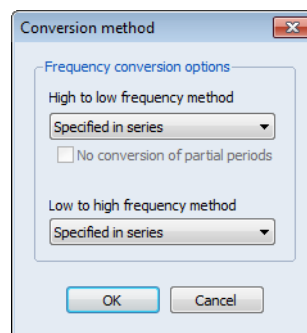 Conversion method
Frequency conversion options
High to low frequency method
Specified in series
No conversion of partial periods
Low to high frequency method
Specified in series
OK Cancel